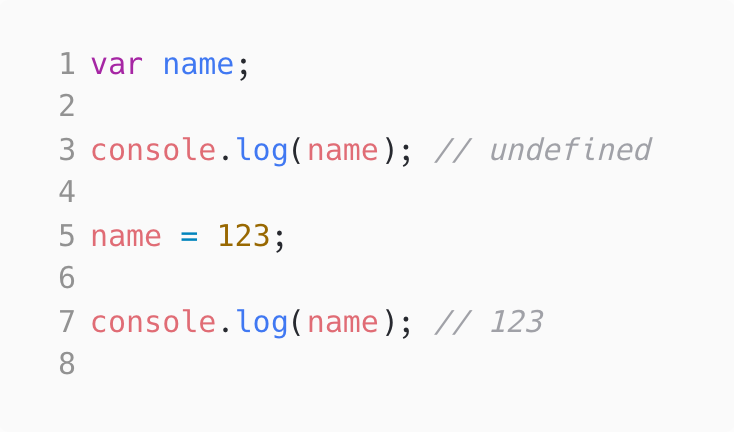 1 var name;
2
3 console.log(name); // undefined
4
5 name = 123;
6
7 console.log(name); // 123
8